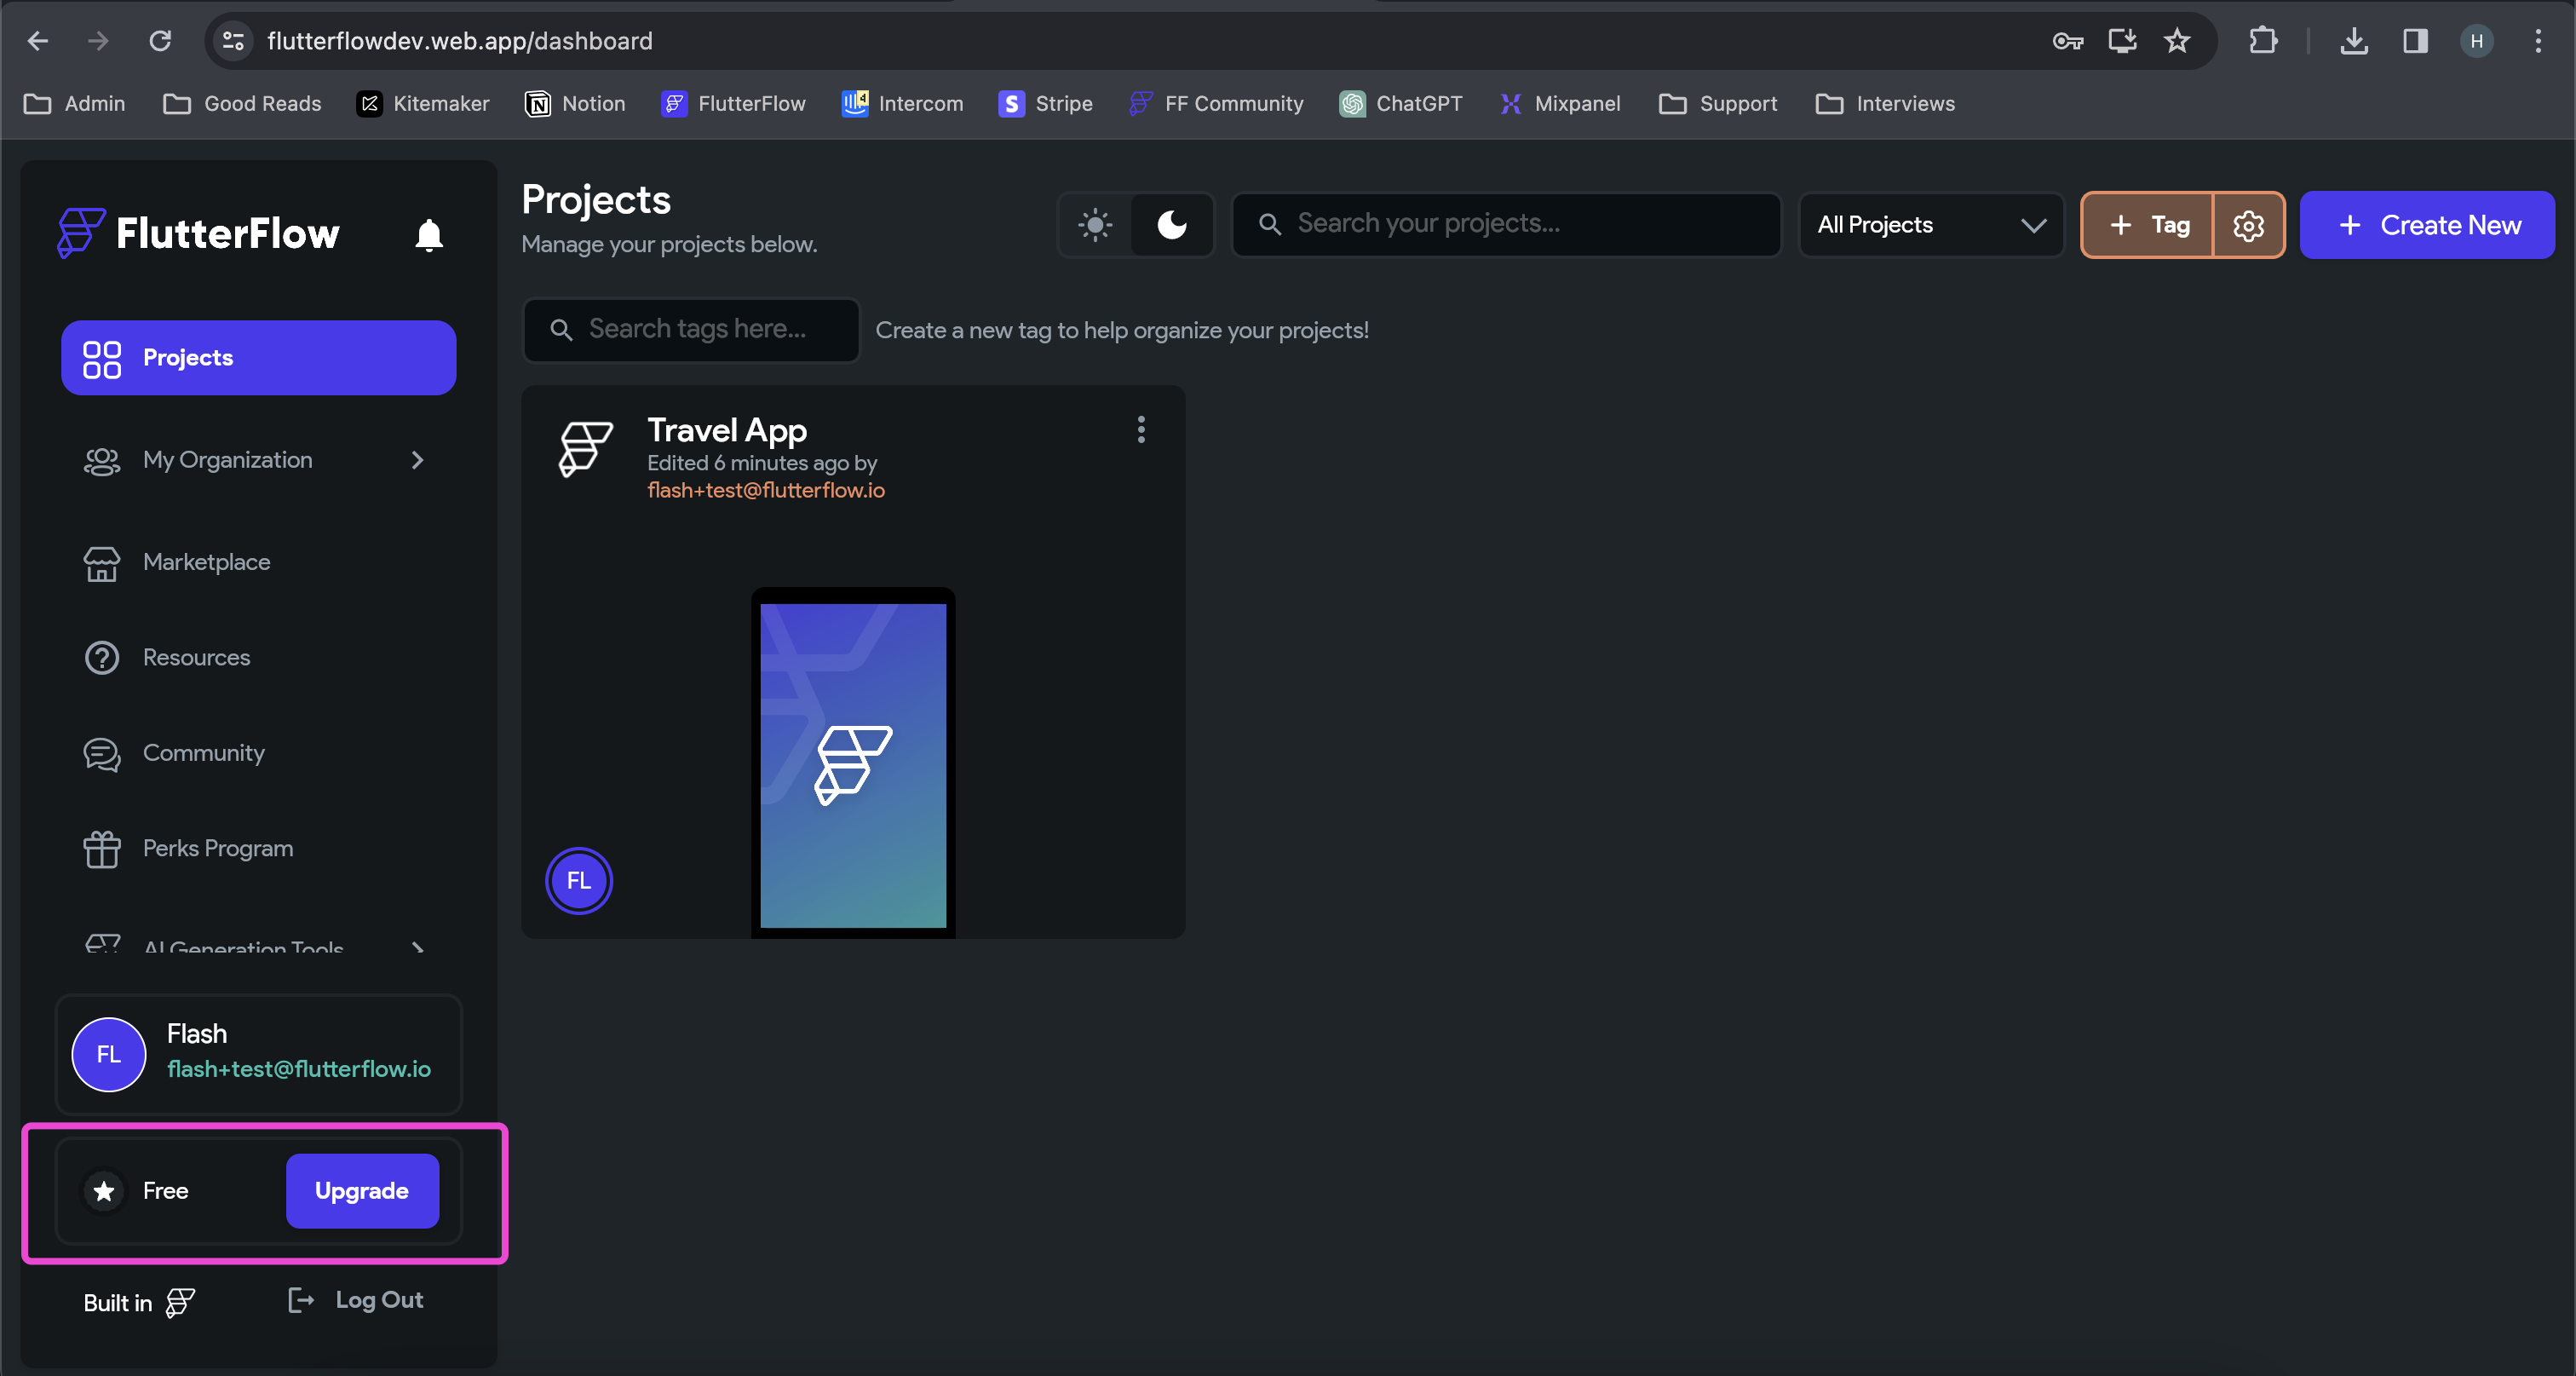 flutterflowdev.web.app/dashboard
H
Admin
Good Reads
Kitemaker
Notion
FlutterFlow
Intercom
Stripe
FF Community
ChatGPT
Mixpanel
Support
Interviews
FlutterFlow
Projects
Manage your projects below.
Search your projects...
All Projects
+ Tag
+ Create New
Search tags here...
Create a new tag to help organize your projects!
Projects
My Organization
Marketplace
Resources
Community
Perks Program
AI Generation Tools
Travel App
Edited 6 minutes ago by
flash+test@flutterflow.io
FL
FL
Flash
flash+test@flutterflow.io
Free
Upgrade
Built in
Log Out